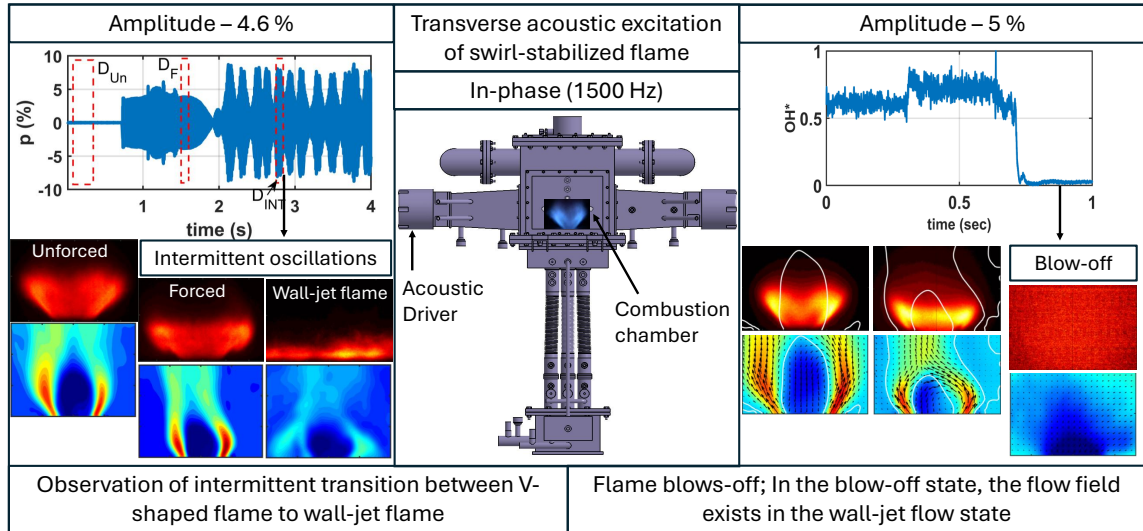 Amplitude – 4.6 %
10
5
0
-5
-10
p (%)
D_Un
D_F
D_INT
1
2
3
4
time (s)
Unforced
Intermittent oscillations
Forced
Wall-jet flame
Transverse acoustic excitation
of swirl-stabilized flame
In-phase (1500 Hz)
Acoustic
Driver
Combustion
chamber
Amplitude – 5 %
1
0.5
0
OH*
0
0.5
1
time (sec)
Blow-off
Observation of intermittent transition between V-
shaped flame to wall-jet flame
Flame blows-off; In the blow-off state, the flow field
exists in the wall-jet flow state